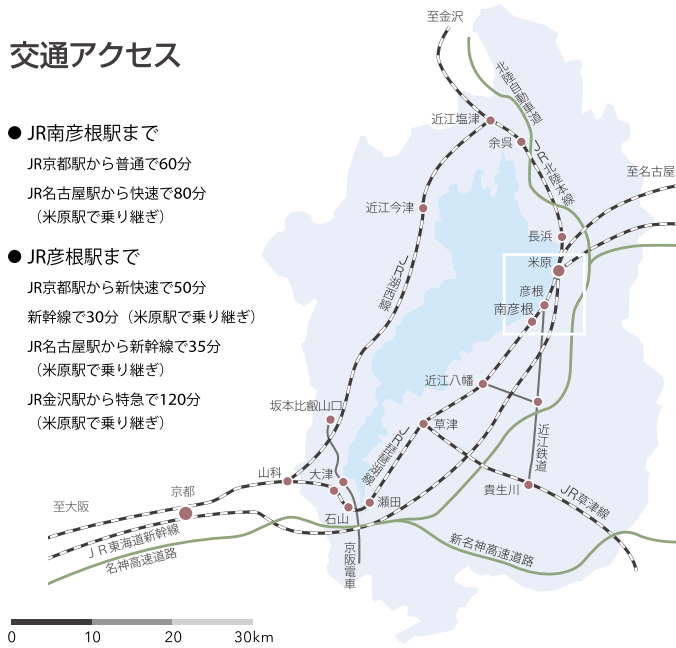 交通アクセス
● JR南彦根駅まで
JR京都駅から普通で60分
JR名古屋駅から快速で80分
（米原駅で乗り継ぎ）
● JR彦根駅まで
JR京都駅から新快速で50分
新幹線で30分（米原駅で乗り継ぎ）
JR名古屋駅から新幹線で35分
（米原駅で乗り継ぎ）
JR金沢駅から特急で120分
（米原駅で乗り継ぎ）
至金沢
北陸自動車道
近江塩津
余呉
JR北陸本線
至名古屋
近江今津
長浜
米原
JR湖西線
彦根
南彦根
近江八幡
坂本比叡山口
草津
近江鉄道
JR琵琶湖線
山科
大津
貴生川
京都
瀬田
JR草津線
至大阪
石山
JR東海道新幹線
名神高速道路
京阪電車
新名神高速道路
0 10 20 30km